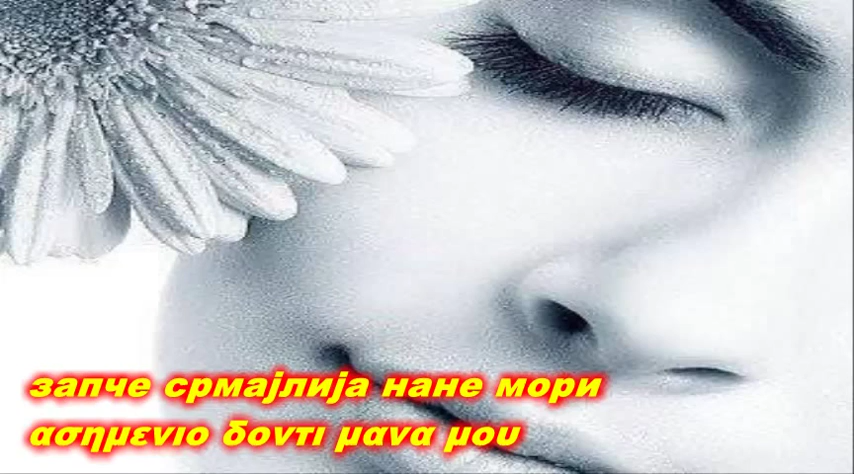 запче срмајлија нане мори
ασημενιο δοντι μανα μου